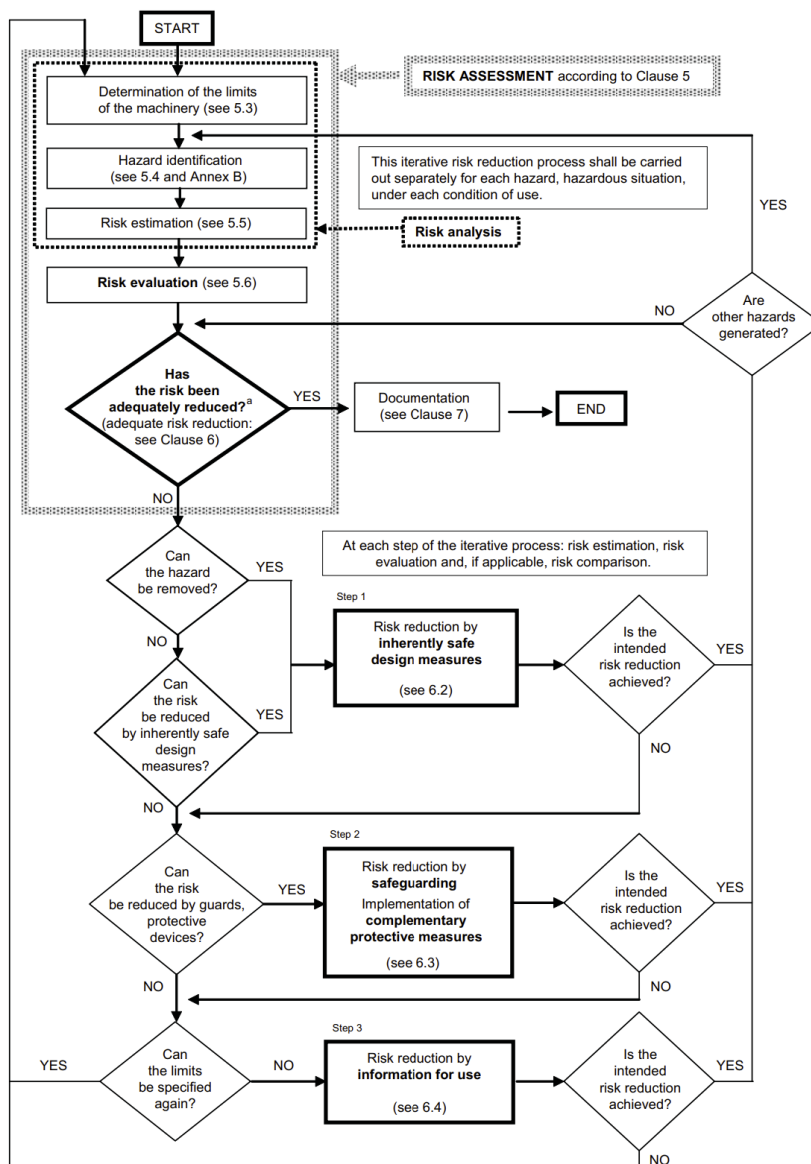 START
RISK ASSESSMENT according to Clause 5
Determination of the limits
of the machinery (see 5.3)
Hazard identification
(see 5.4 and Annex B)
This iterative risk reduction process shall be carried
out separately for each hazard, hazardous situation,
under each condition of use.
YES
Risk estimation (see 5.5)
Risk analysis
Risk evaluation (see 5.6)
NO
Are
other hazards
generated?
Has
the risk been
adequately reduced?a
(adequate risk reduction:
see Clause 6)
YES
Documentation
(see Clause 7)
END
NO
Can
the hazard
be removed?
YES
At each step of the iterative process: risk estimation, risk
evaluation and, if applicable, risk comparison.
Step 1
Risk reduction by
inherently safe
design measures
(see 6.2)
Is the
intended
risk reduction
achieved?
YES
NO
NO
Can
the risk
be reduced
by inherently safe
design
measures?
YES
NO
Step 2
Can
the risk
be reduced by guards,
protective
devices?
YES
Risk reduction by
safeguarding
Implementation of
complementary
protective measures
(see 6.3)
Is the
intended
risk reduction
achieved?
YES
NO
NO
Step 3
YES
Can
the limits
be specified
again?
NO
Risk reduction by
information for use
(see 6.4)
Is the
intended
risk reduction
achieved?
YES
NO